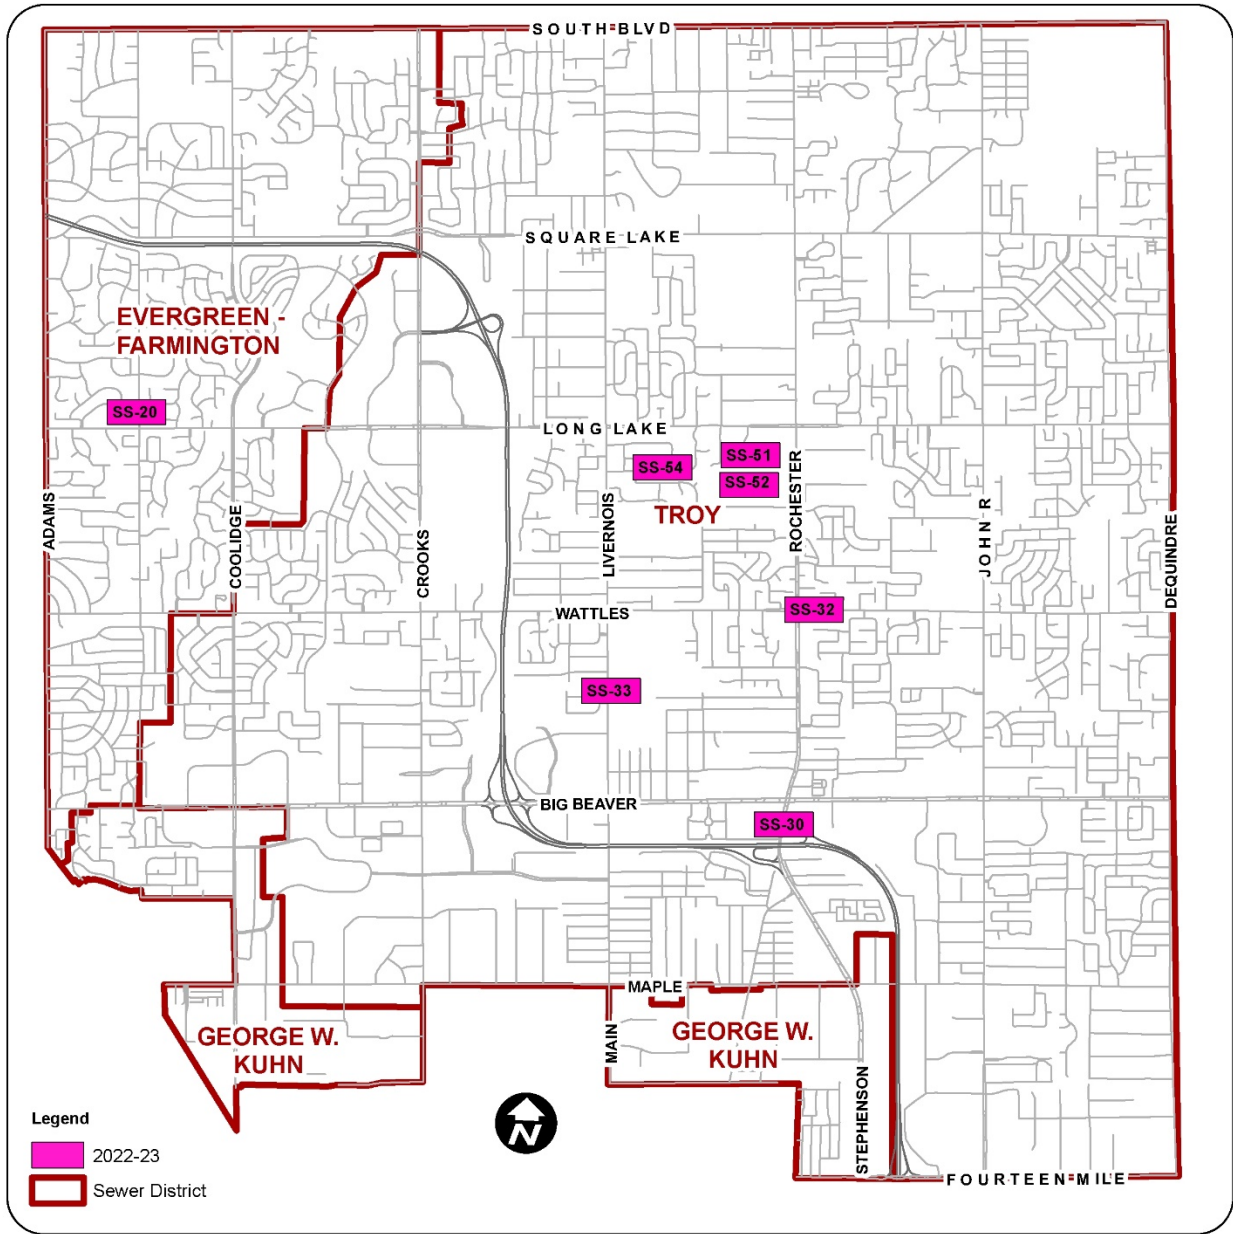 SOUTH BLVD
SQUARE LAKE
EVERGREEN -
FARMINGTON
SS-20
LONG LAKE
SS-51
SS-54
SS-52
TROY
ADAMS
COOLIDGE
CROOKS
LIVERNOIS
ROCHESTER
JOHN R
DEQUINDRE
WATTLES
SS-32
SS-33
BIG BEAVER
SS-30
MAPLE
GEORGE W.
KUHN
MAIN
GEORGE W.
KUHN
STEPHENSON
N
FOURTEEN MILE
Legend
2022-23
Sewer District